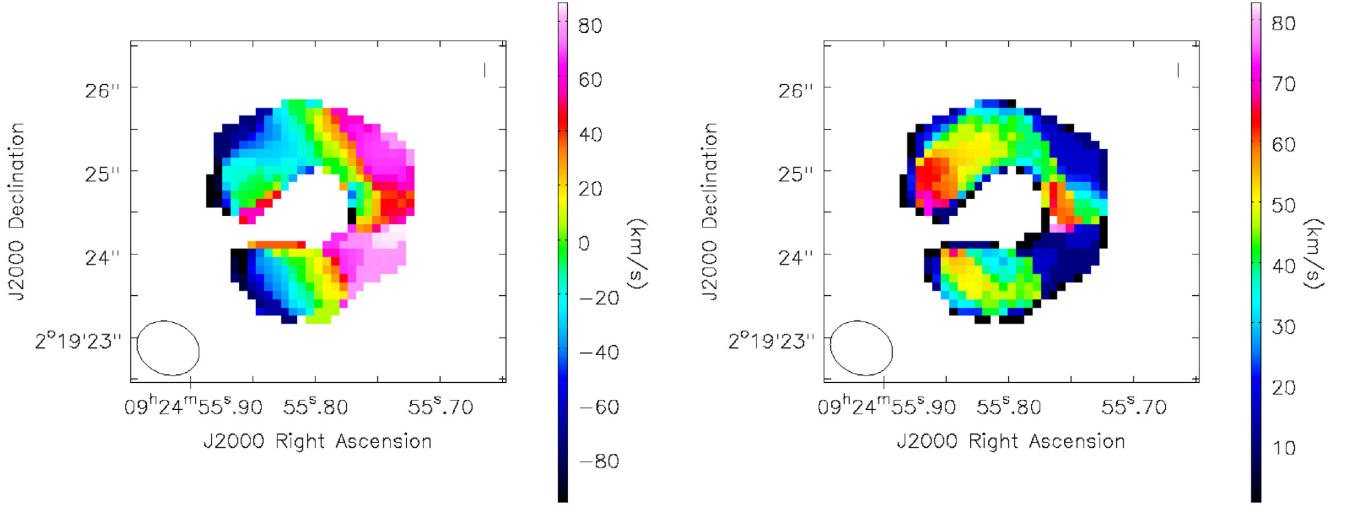 26"
25"
24"
2°19'23"
J2000 Declination
09ʰ24ᵐ55ˢ.90
55ˢ.80
55ˢ.70
J2000 Right Ascension
80
60
40
20
0
−20
−40
−60
−80
(km/s)
26"
25"
24"
2°19'23"
J2000 Declination
09ʰ24ᵐ55ˢ.90
55ˢ.80
55ˢ.70
J2000 Right Ascension
80
70
60
50
40
30
20
10
(km/s)